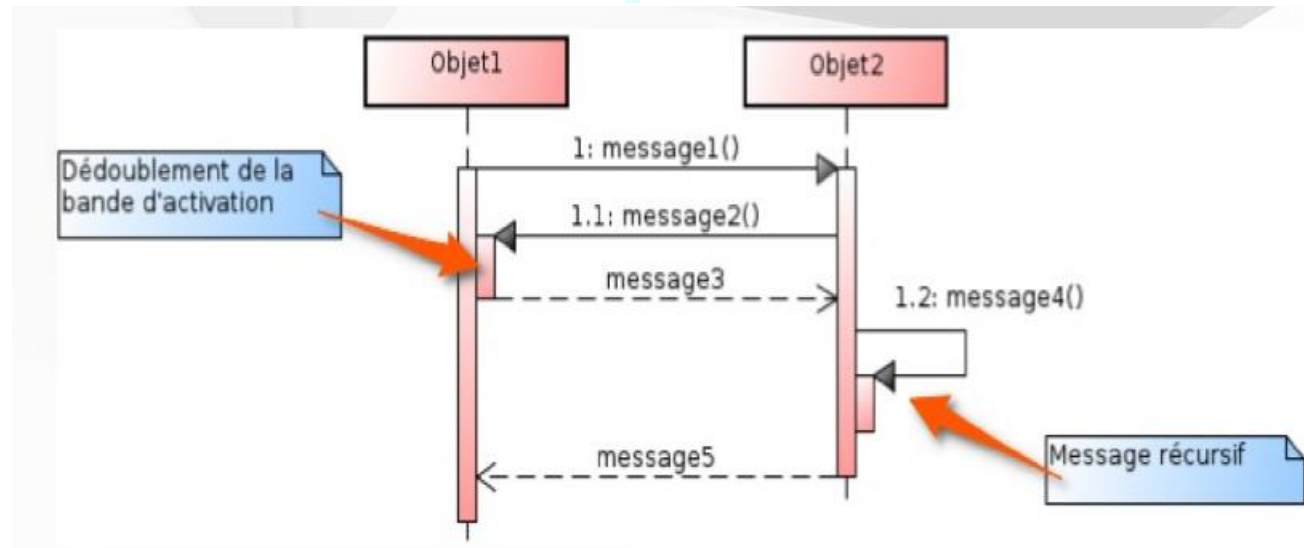 Objet1
Objet2
1: message1()
Dédoublement de la
bande d'activation
1.1: message2()
message3
1.2: message4()
message5
Message récursif